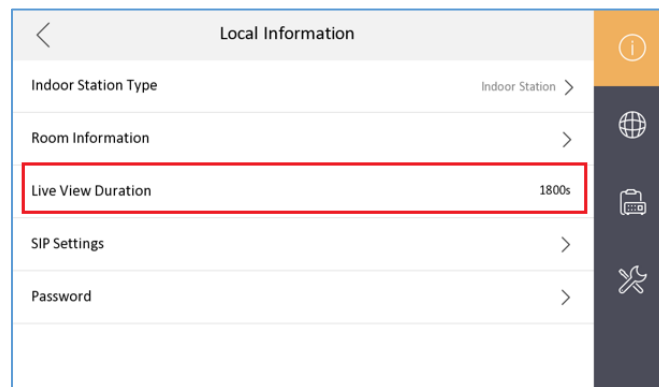 Local Information
Indoor Station Type Indoor Station
Room Information
Live View Duration 1800s
SIP Settings
Password